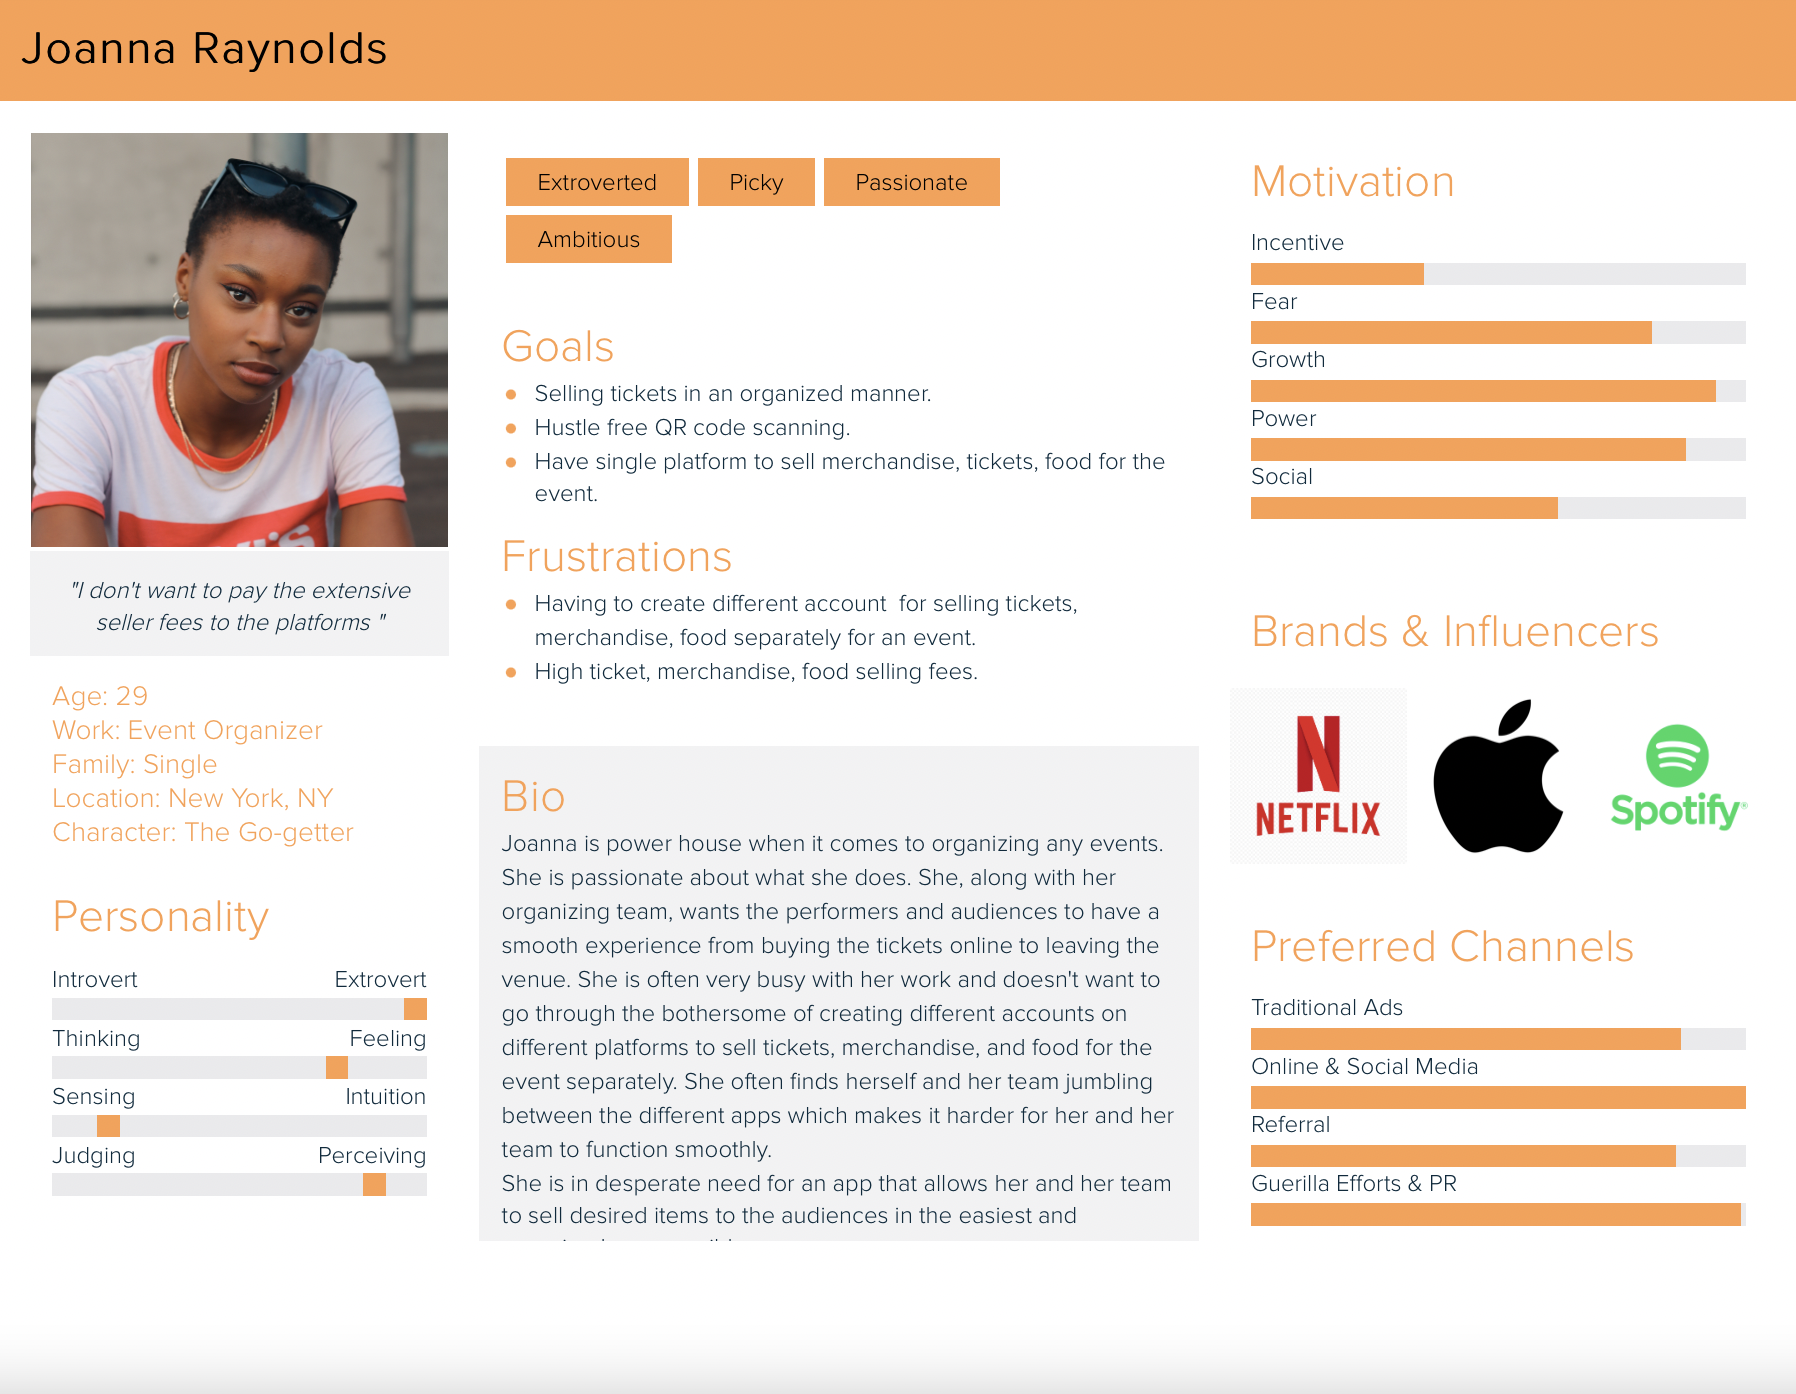 Joanna Raynolds
"I don't want to pay the extensive
seller fees to the platforms "
Age: 29
Work: Event Organizer
Family: Single
Location: New York, NY
Character: The Go-getter
Personality
Introvert Extrovert
Thinking Feeling
Sensing Intuition
Judging Perceiving
Extroverted Picky Passionate
Ambitious
Goals
Selling tickets in an organized manner.
Hustle free QR code scanning.
Have single platform to sell merchandise, tickets, food for the
event.
Frustrations
Having to create different account  for selling tickets,
merchandise, food separately for an event.
High ticket, merchandise, food selling fees.
Bio
Joanna is power house when it comes to organizing any events.
She is passionate about what she does. She, along with her
organizing team, wants the performers and audiences to have a
smooth experience from buying the tickets online to leaving the
venue. She is often very busy with her work and doesn't want to
go through the bothersome of creating different accounts on
different platforms to sell tickets, merchandise, and food for the
event separately. She often finds herself and her team jumbling
between the different apps which makes it harder for her and her
team to function smoothly.
She is in desperate need for an app that allows her and her team
to sell desired items to the audiences in the easiest and
Motivation
Incentive
Fear
Growth
Power
Social
Brands & Influencers
N
NETFLIX
Spotify®
Preferred Channels
Traditional Ads
Online & Social Media
Referral
Guerilla Efforts & PR